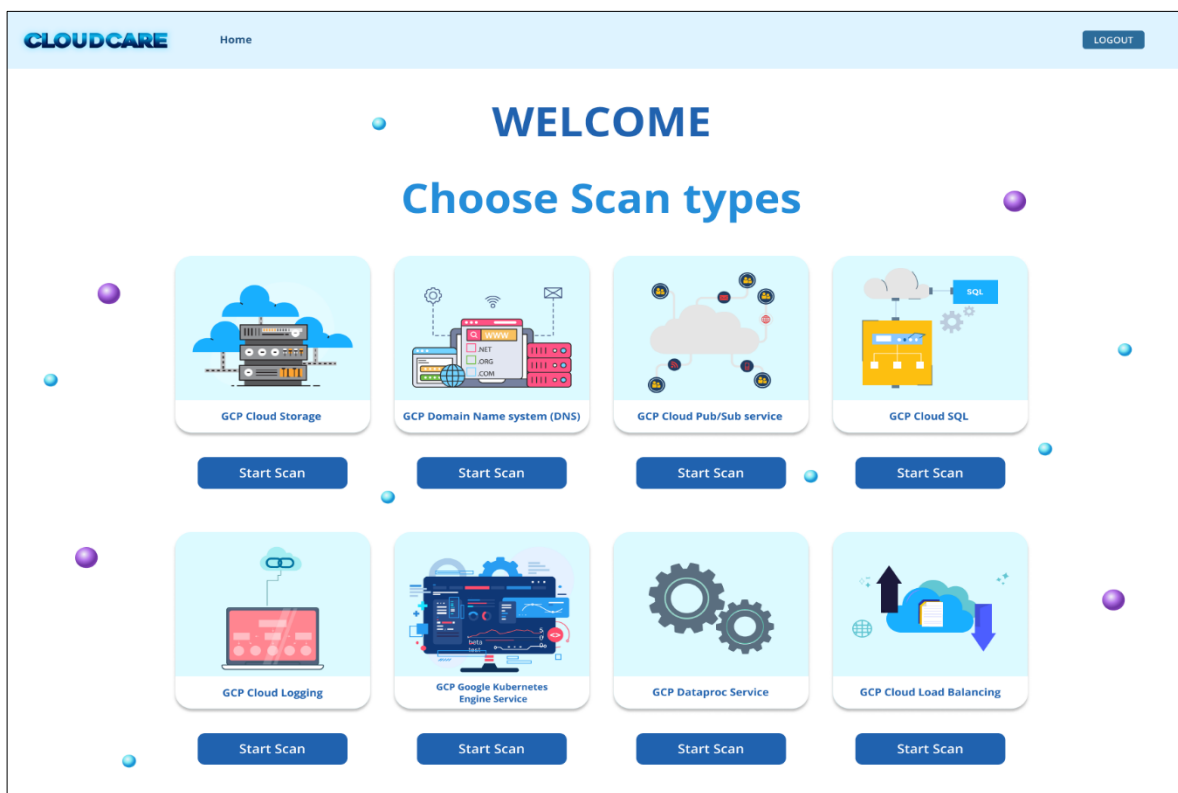 CLOUDCARE
Home
LOGOUT
WELCOME
Choose Scan types
WWW
.NET
.ORG
.COM
SQL
GCP Cloud Storage
GCP Domain Name system (DNS)
GCP Cloud Pub/Sub service
GCP Cloud SQL
Start Scan
Start Scan
Start Scan
Start Scan
beta
test
GCP Cloud Logging
GCP Google Kubernetes
Engine Service
GCP Dataproc Service
GCP Cloud Load Balancing
Start Scan
Start Scan
Start Scan
Start Scan